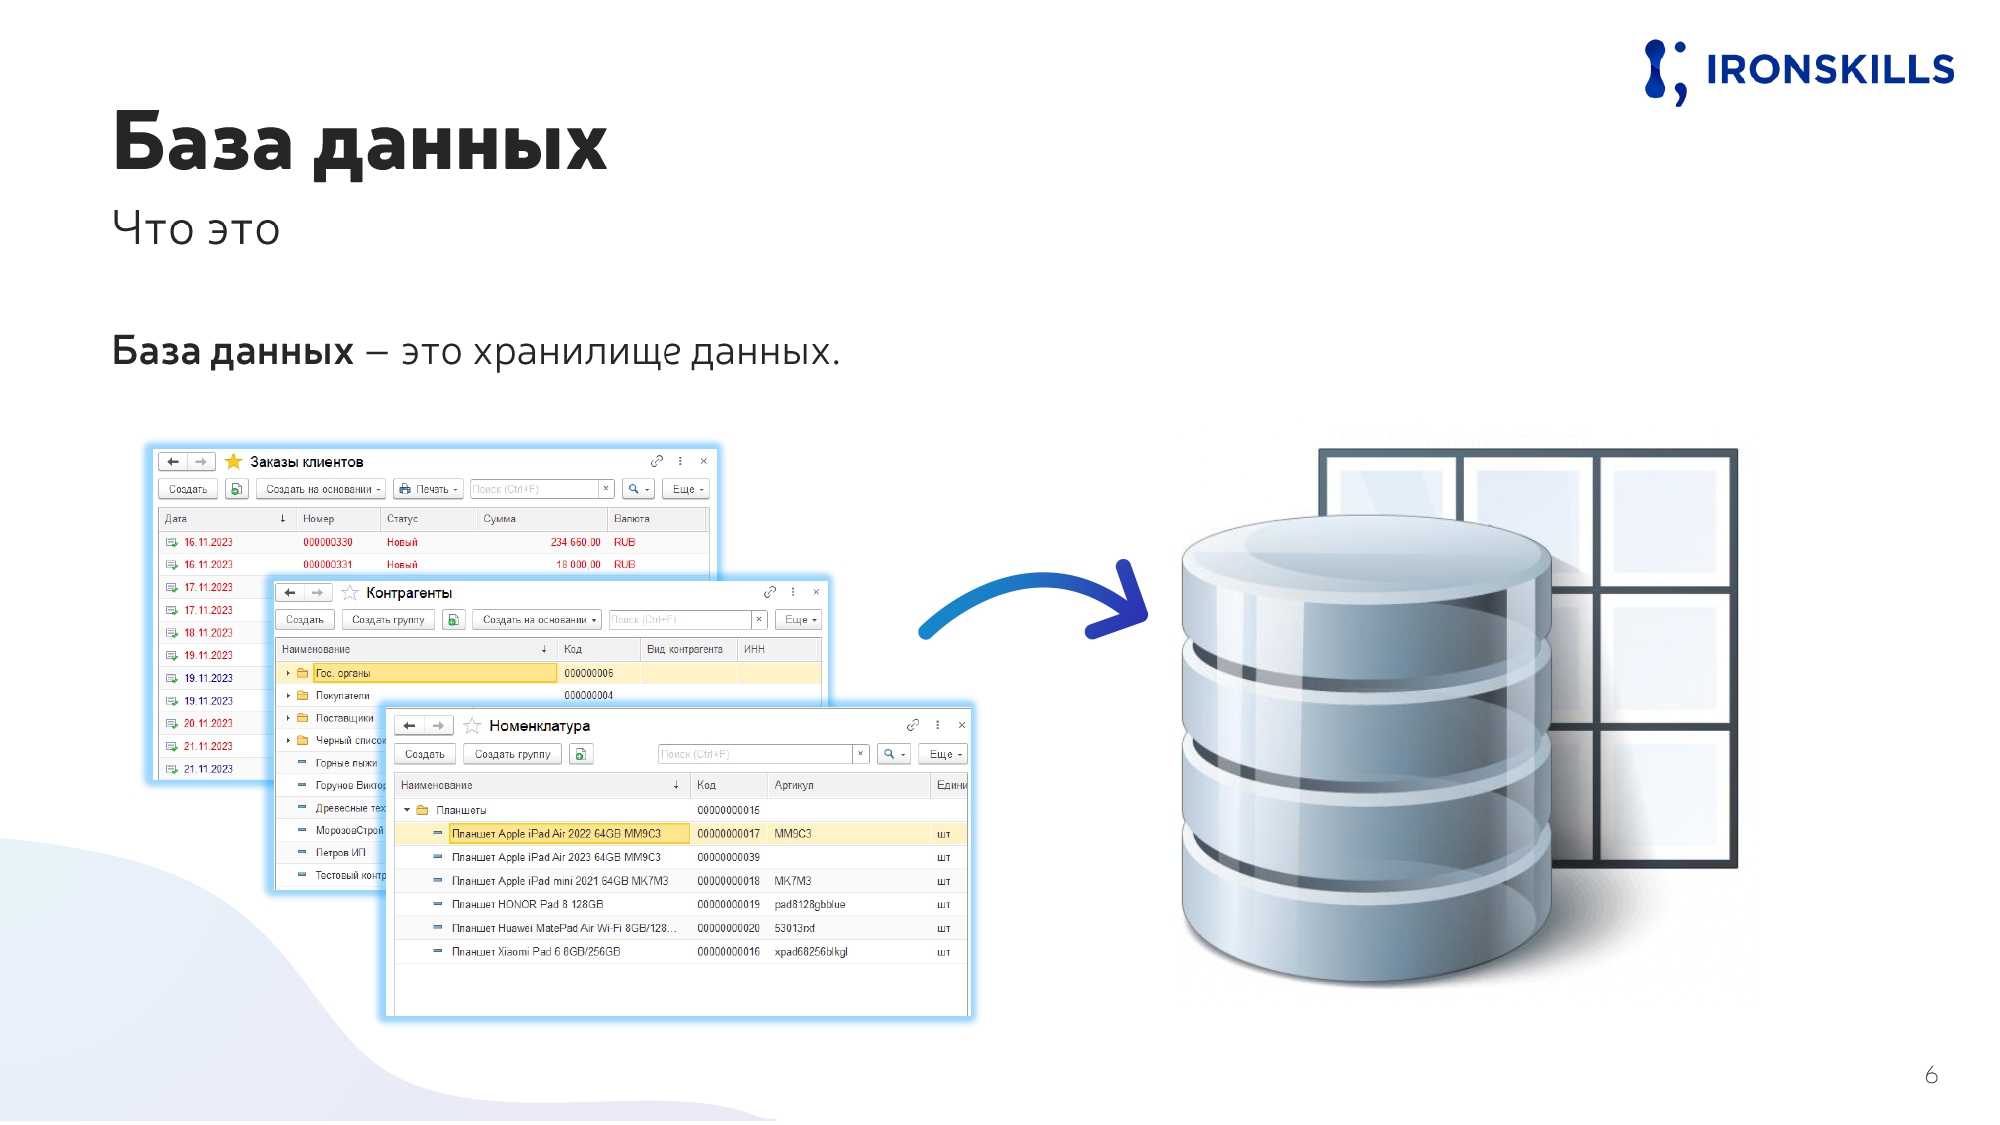 IRONSKILLS
База данных
Что это
База данных – это хранилище данных.
Заказы клиентов
Создать Создать на основании Печать Поиск (Ctrl+F) × Еще
Дата ↓ Номер Статус Сумма Валюта
16.11.2023 000000330 Новый 234 660,00 RUB
16.11.2023 000000331 Новый 18 000,00 RUB
17.11.2023
17.11.2023
18.11.2023
19.11.2023
19.11.2023
19.11.2023
20.11.2023
21.11.2023
21.11.2023
Контрагенты
Создать Создать группу Создать на основании Поиск (Ctrl+F) × Еще
Наименование ↓ Код Вид контрагента ИНН
Гос. органы 000000006
Покупатели 000000004
Поставщики
Черный список
Горные лыжи
Горунов Виктор
Древесные тех
МорозовСтрой
Петров ИП
Тестовый контр
Номенклатура
Создать Создать группу Поиск (Ctrl+F) × Еще
Наименование ↓ Код Артикул Едини
Планшеты 00000000015
Планшет Apple iPad Air 2022 64GB MM9C3 00000000017 MM9C3 шт
Планшет Apple iPad Air 2023 64GB MM9C3 00000000039 шт
Планшет Apple iPad mini 2021 64GB MK7M3 00000000018 MK7M3 шт
Планшет HONOR Pad 8 128GB 00000000019 pad8128gbblue шт
Планшет Huawei MatePad Air Wi-Fi 8GB/128... 00000000020 53013rxf шт
Планшет Xiaomi Pad 6 8GB/256GB 00000000016 xpad68256blkgl шт
6